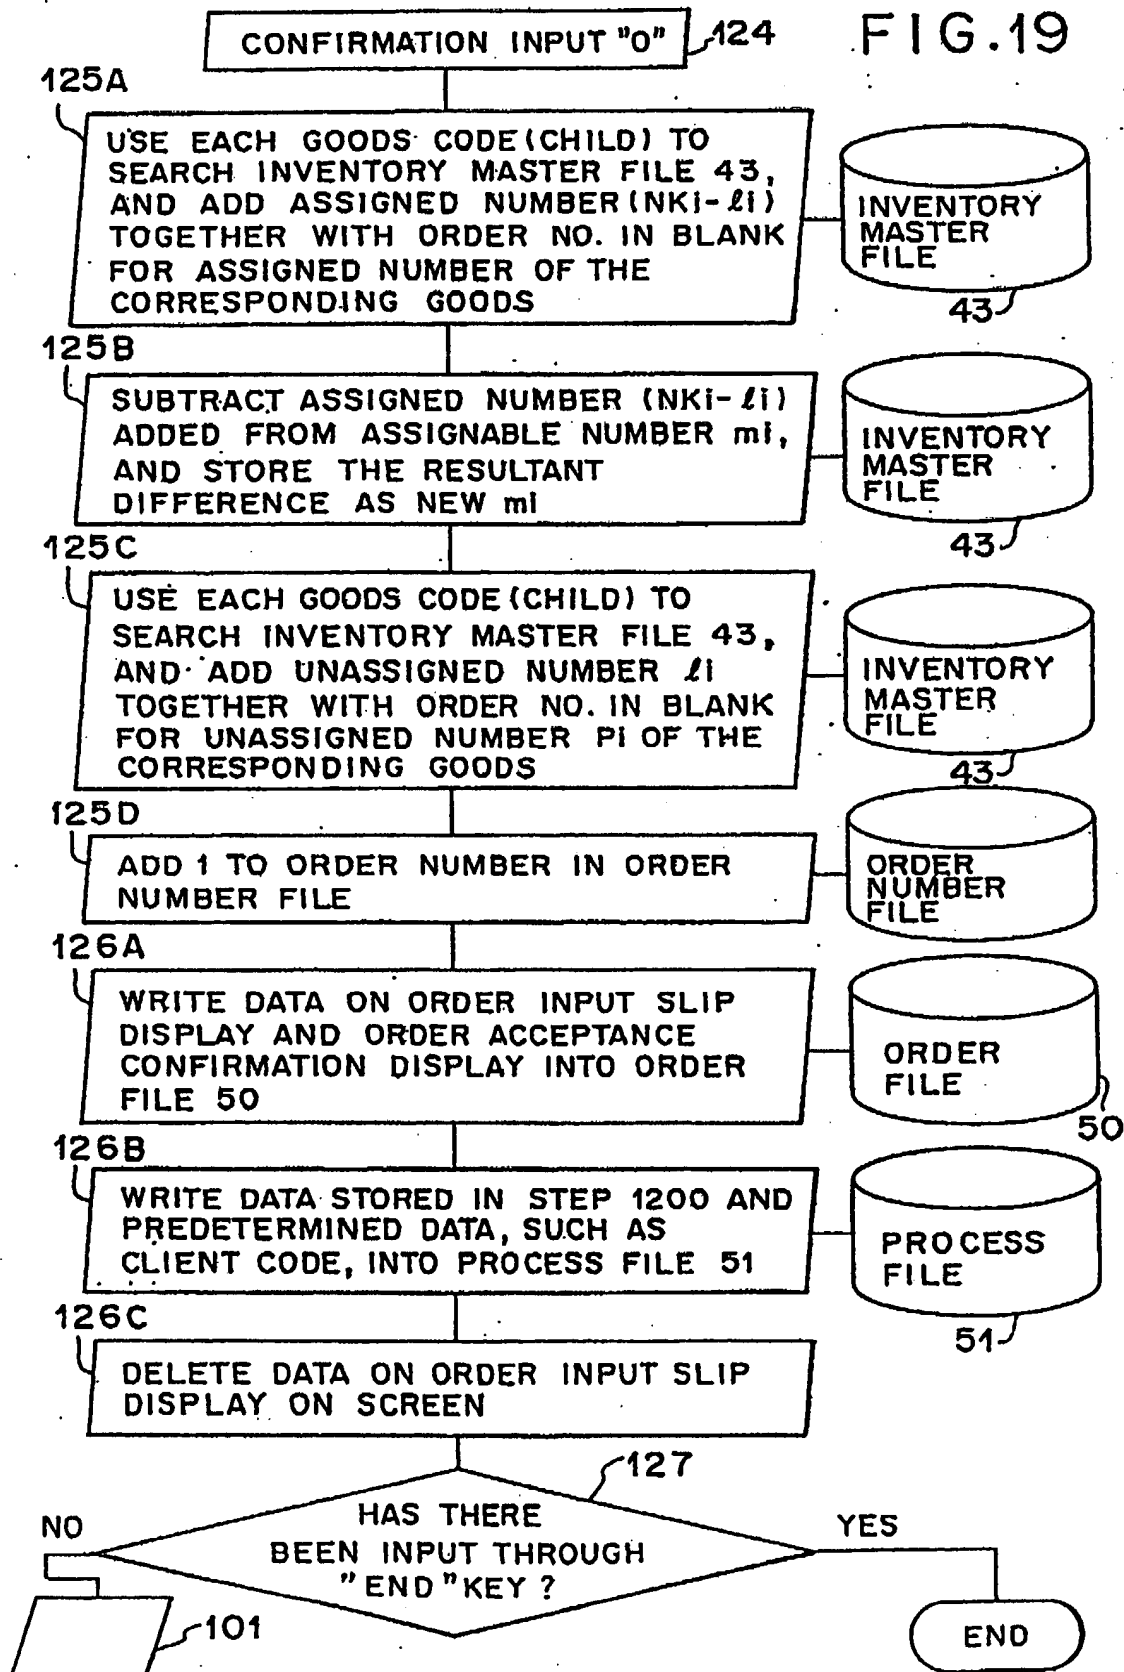 CONFIRMATION INPUT "0"
124
FIG.19
125A
USE EACH GOODS CODE (CHILD) TO
SEARCH INVENTORY MASTER FILE 43,
AND ADD ASSIGNED NUMBER (NKi-ℓi)
TOGETHER WITH ORDER NO. IN BLANK
FOR ASSIGNED NUMBER OF THE
CORRESPONDING GOODS
INVENTORY
MASTER
FILE
43
125B
SUBTRACT ASSIGNED NUMBER (NKi-ℓi)
ADDED FROM ASSIGNABLE NUMBER mi,
AND STORE THE RESULTANT
DIFFERENCE AS NEW mi
INVENTORY
MASTER
FILE
43
125C
USE EACH GOODS CODE (CHILD) TO
SEARCH INVENTORY MASTER FILE 43,
AND ADD UNASSIGNED NUMBER ℓi
TOGETHER WITH ORDER NO. IN BLANK
FOR UNASSIGNED NUMBER Pi OF THE
CORRESPONDING GOODS
INVENTORY
MASTER
FILE
43
125D
ADD 1 TO ORDER NUMBER IN ORDER
NUMBER FILE
ORDER
NUMBER
FILE
126A
WRITE DATA ON ORDER INPUT SLIP
DISPLAY AND ORDER ACCEPTANCE
CONFIRMATION DISPLAY INTO ORDER
FILE 50
ORDER
FILE
50
126B
WRITE DATA STORED IN STEP 1200 AND
PREDETERMINED DATA, SUCH AS
CLIENT CODE, INTO PROCESS FILE 51
PROCESS
FILE
51
126C
DELETE DATA ON ORDER INPUT SLIP
DISPLAY ON SCREEN
127
HAS THERE
BEEN INPUT THROUGH
"END" KEY ?
NO
YES
101
END